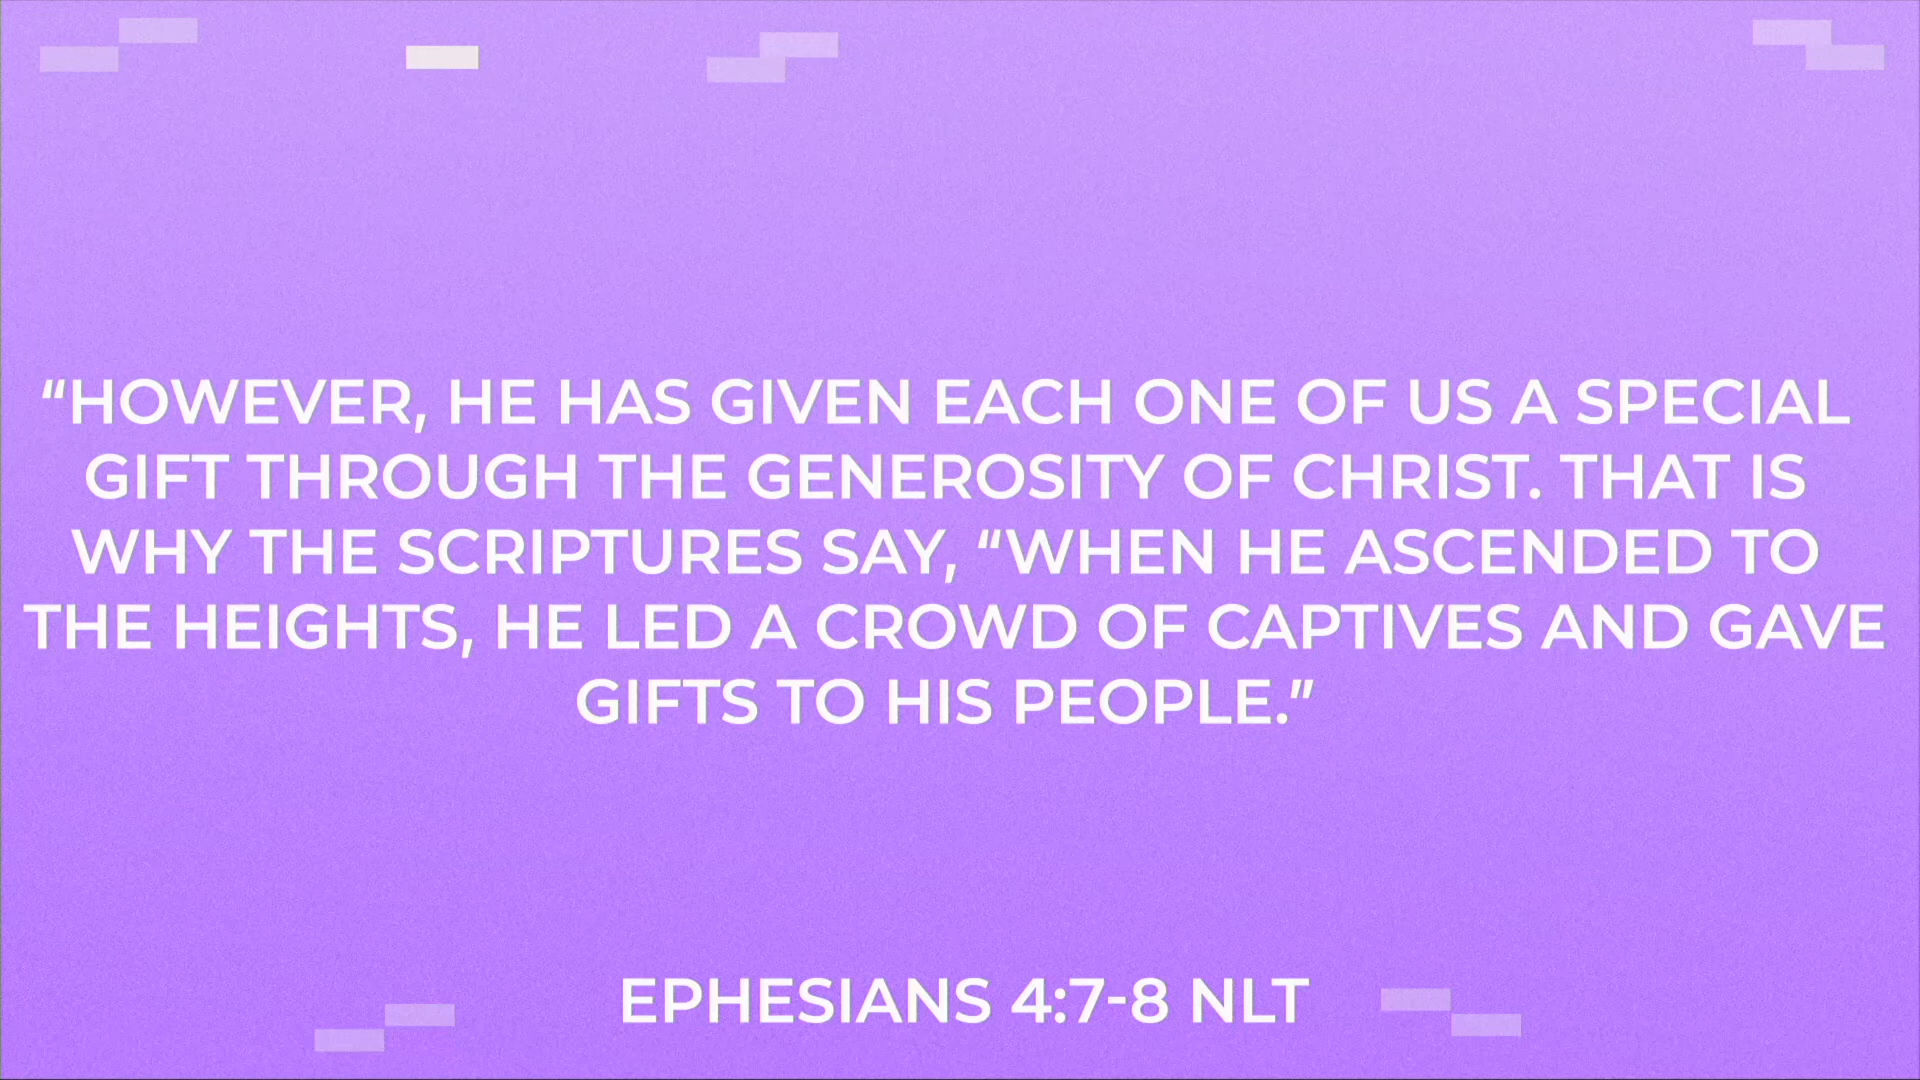 “HOWEVER, HE HAS GIVEN EACH ONE OF US A SPECIAL
GIFT THROUGH THE GENEROSITY OF CHRIST. THAT IS
WHY THE SCRIPTURES SAY, “WHEN HE ASCENDED TO
THE HEIGHTS, HE LED A CROWD OF CAPTIVES AND GAVE
GIFTS TO HIS PEOPLE.”
EPHESIANS 4:7-8 NLT